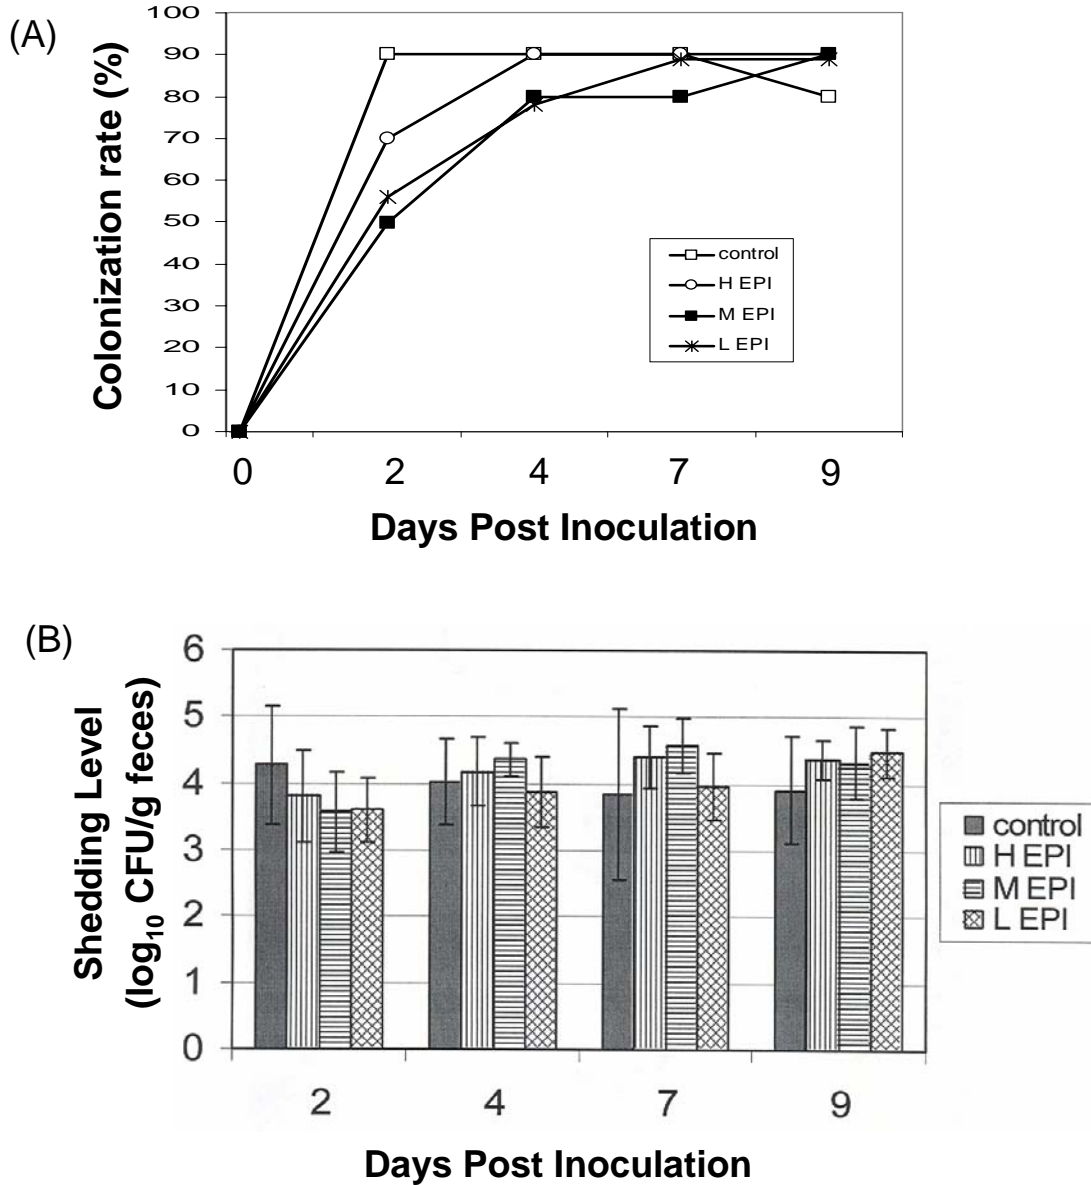 (A)
Colonization rate (%)
100
90
80
70
60
50
40
30
20
10
0
control
H EPI
M EPI
L EPI
0 2 4 7 9
Days Post Inoculation
(B)
Shedding Level
(log₁₀ CFU/g feces)
6
5
4
3
2
1
0
control
H EPI
M EPI
L EPI
2 4 7 9
Days Post Inoculation